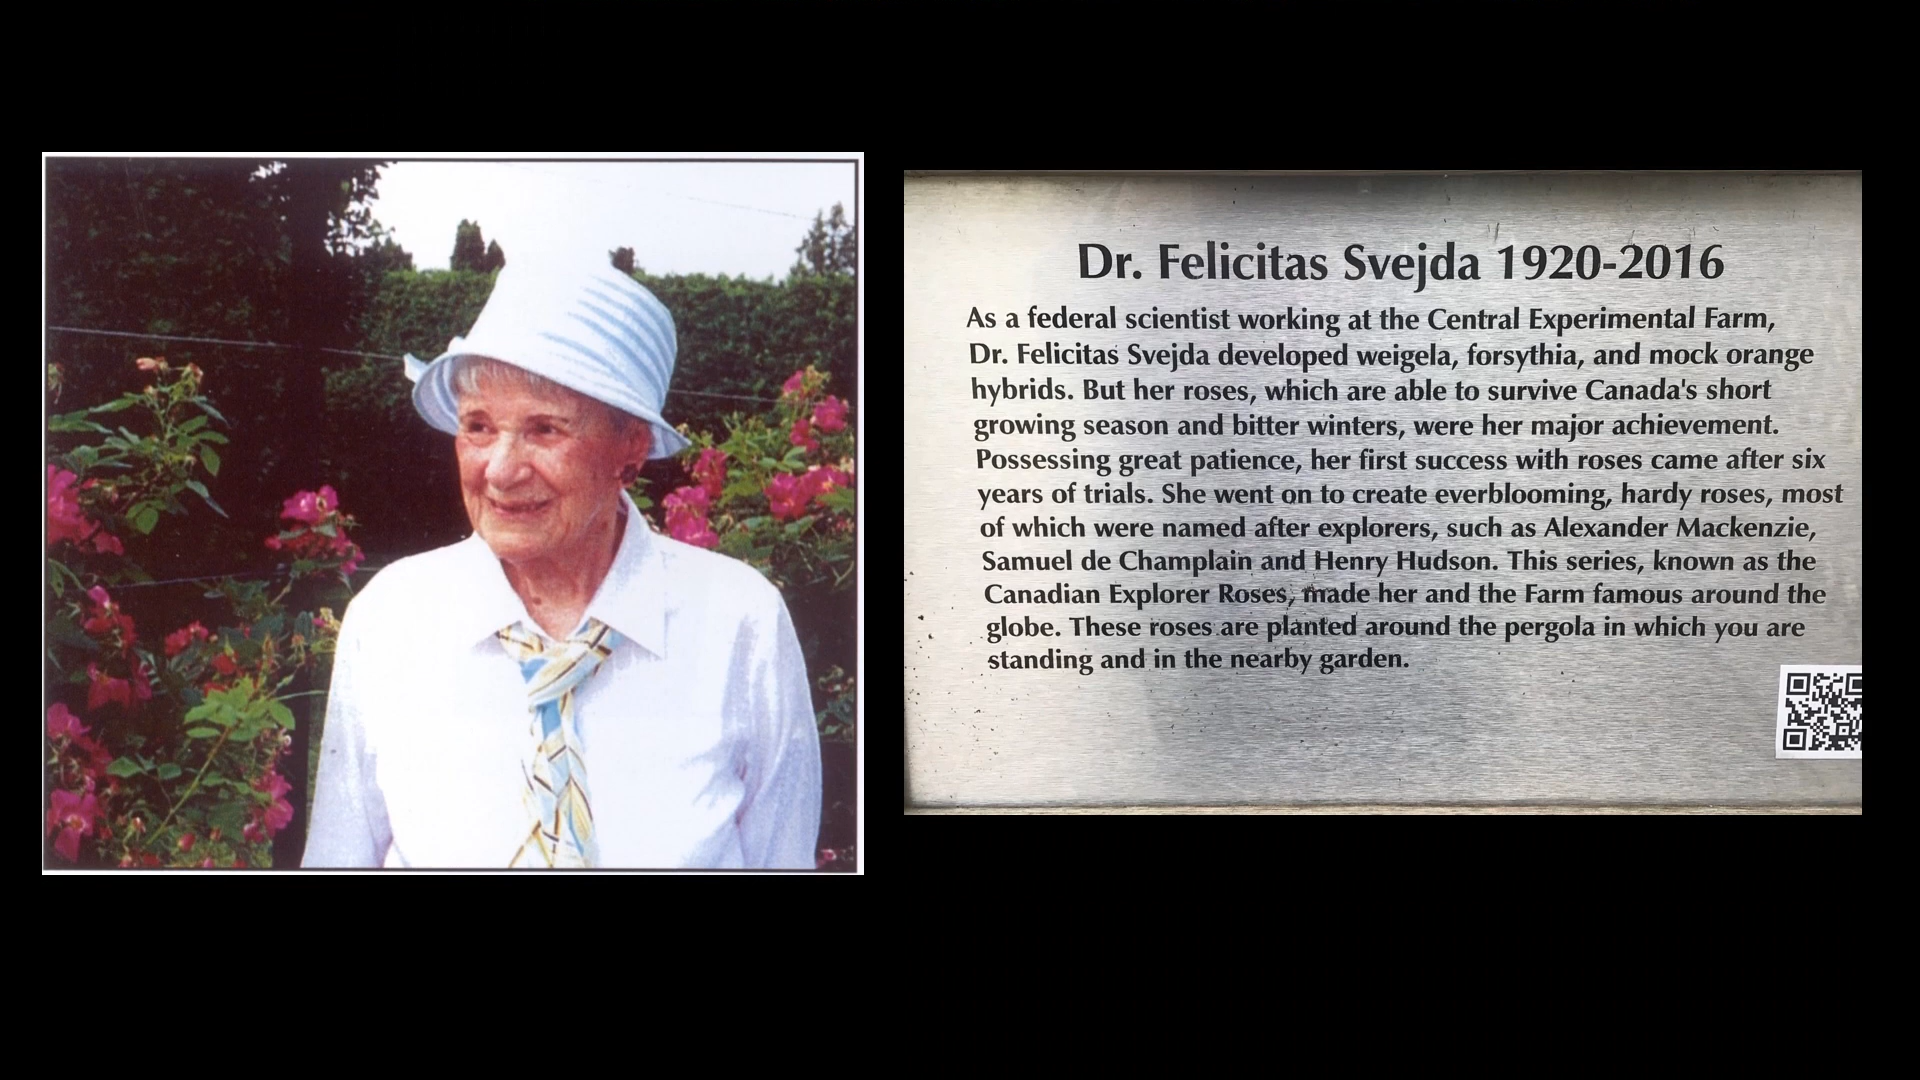 Dr. Felicitas Svejda 1920-2016
As a federal scientist working at the Central Experimental Farm,
Dr. Felicitas Svejda developed weigela, forsythia, and mock orange
hybrids. But her roses, which are able to survive Canada's short
growing season and bitter winters, were her major achievement.
Possessing great patience, her first success with roses came after six
years of trials. She went on to create everblooming, hardy roses, most
of which were named after explorers, such as Alexander Mackenzie,
Samuel de Champlain and Henry Hudson. This series, known as the
Canadian Explorer Roses, made her and the Farm famous around the
globe. These roses are planted around the pergola in which you are
standing and in the nearby garden.